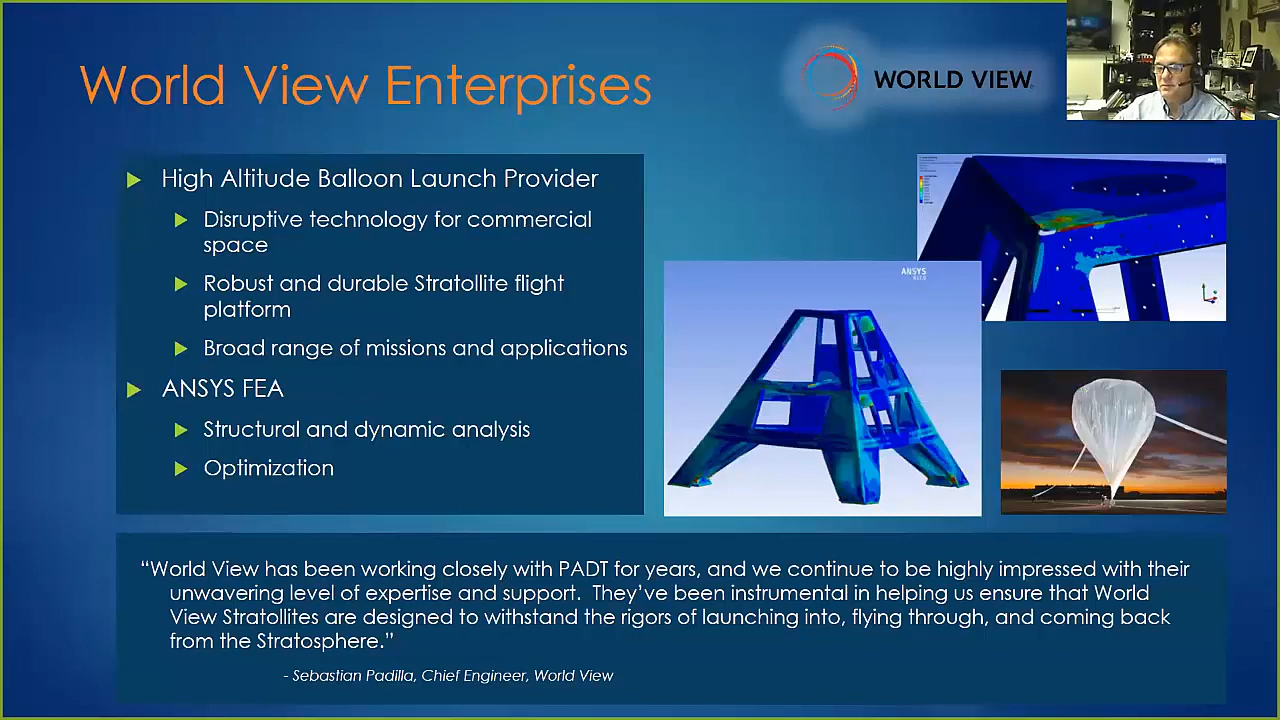 World View Enterprises
WORLD VIEW
High Altitude Balloon Launch Provider
Disruptive technology for commercial
space
Robust and durable Stratollite flight
platform
Broad range of missions and applications
ANSYS FEA
Structural and dynamic analysis
Optimization
ANSYS
ANSYS
“World View has been working closely with PADT for years, and we continue to be highly impressed with their
unwavering level of expertise and support. They’ve been instrumental in helping us ensure that World
View Stratollites are designed to withstand the rigors of launching into, flying through, and coming back
from the Stratosphere.”
- Sebastian Padilla, Chief Engineer, World View